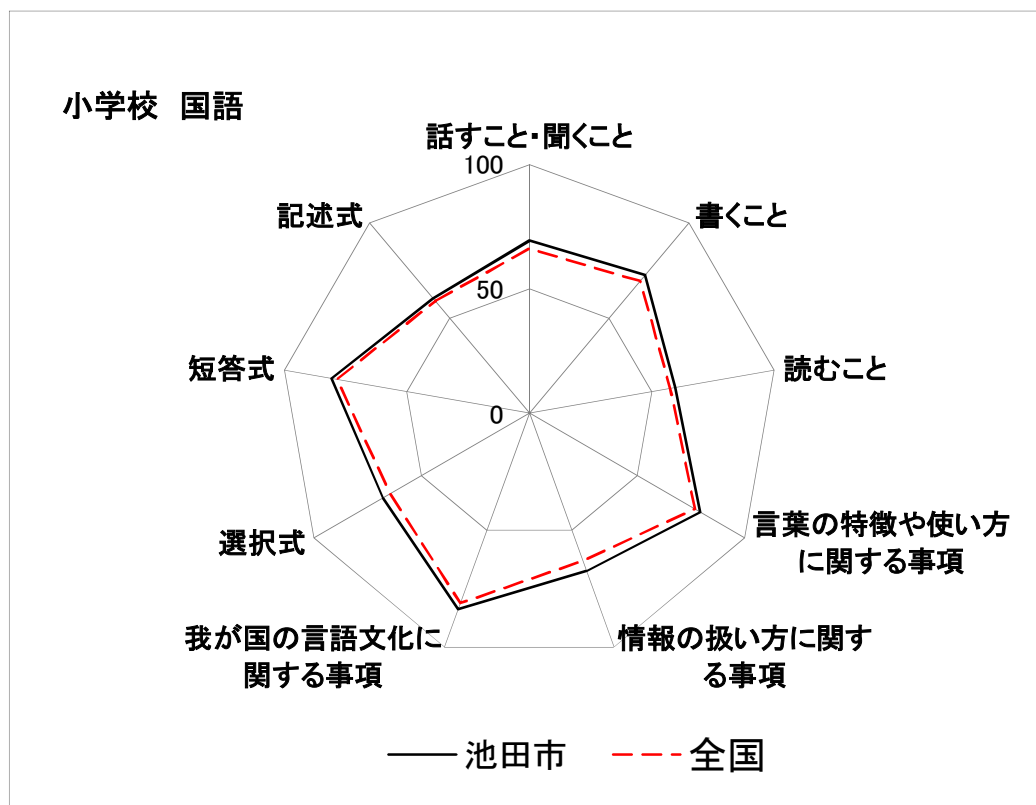 小学校 国語
話すこと・聞くこと
100
記述式
書くこと
50
短答式
読むこと
0
選択式
言葉の特徴や使い方
に関する事項
我が国の言語文化に
関する事項
情報の扱い方に関す
る事項
池田市
全国